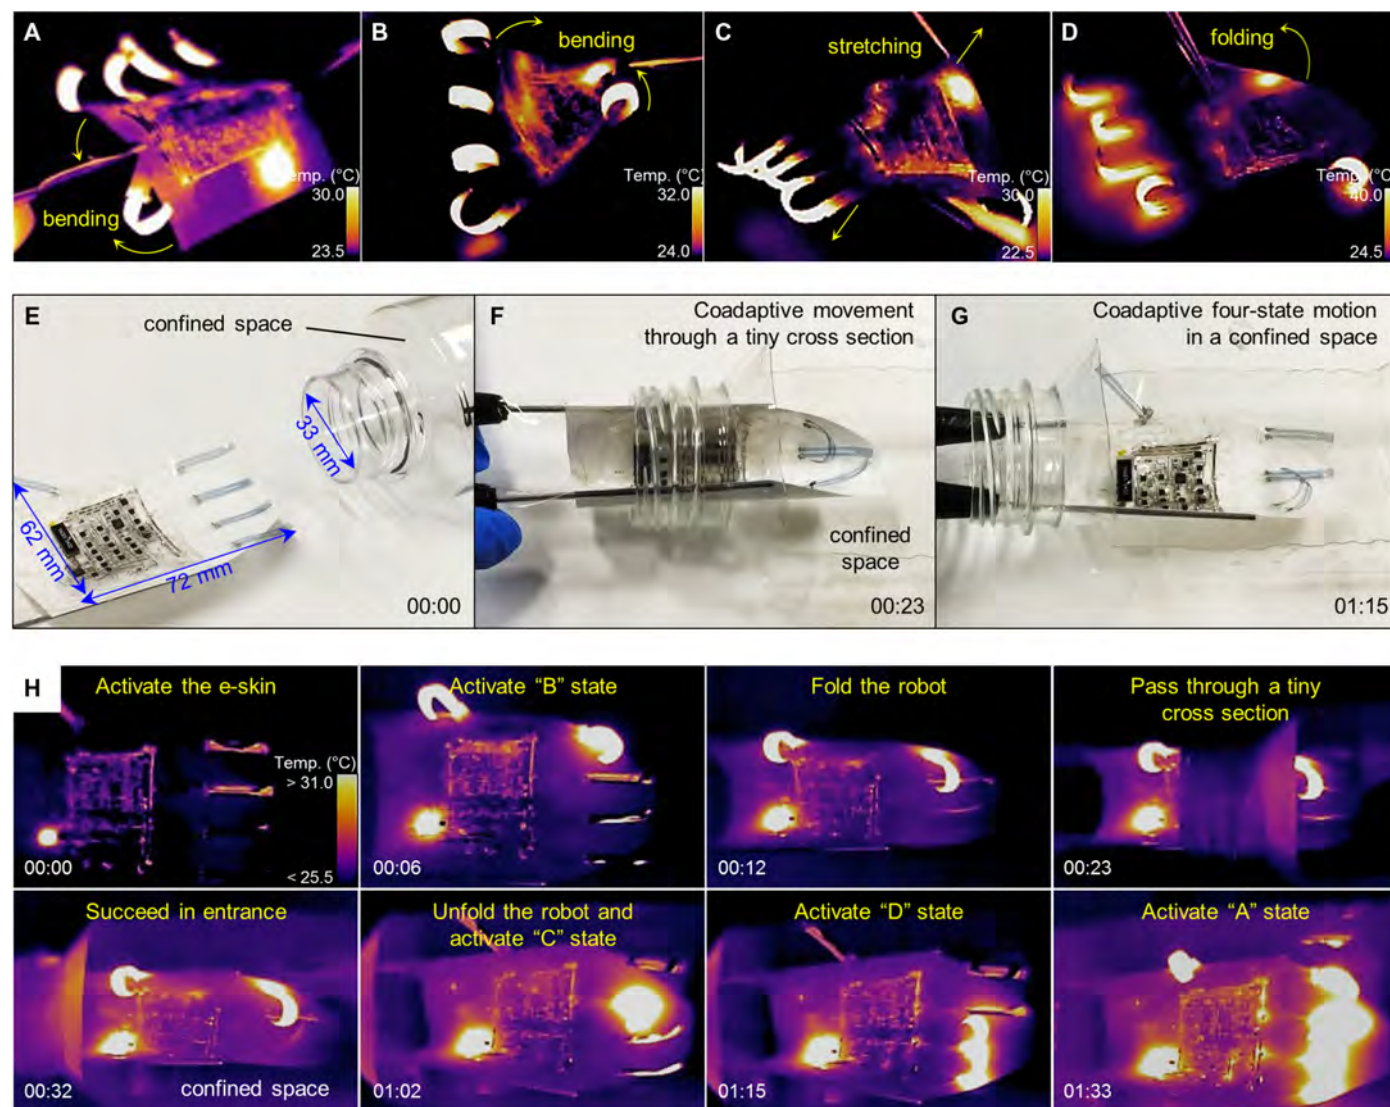 A
bending
bending
Temp. (°C)
30.0
23.5
B
bending
Temp. (°C)
32.0
24.0
C
stretching
Temp. (°C)
30.0
22.5
D
folding
Temp. (°C)
40.0
24.5
E
confined space
33 mm
62 mm
72 mm
00:00
F
Coadaptive movement
through a tiny cross section
confined
space
00:23
G
Coadaptive four-state motion
in a confined space
01:15
H
Activate the e-skin
Temp. (°C)
> 31.0
< 25.5
00:00
Activate “B” state
00:06
Fold the robot
00:12
Pass through a tiny
cross section
00:23
Succeed in entrance
00:32
confined space
Unfold the robot and
activate “C” state
01:02
Activate “D” state
01:15
Activate “A” state
01:33